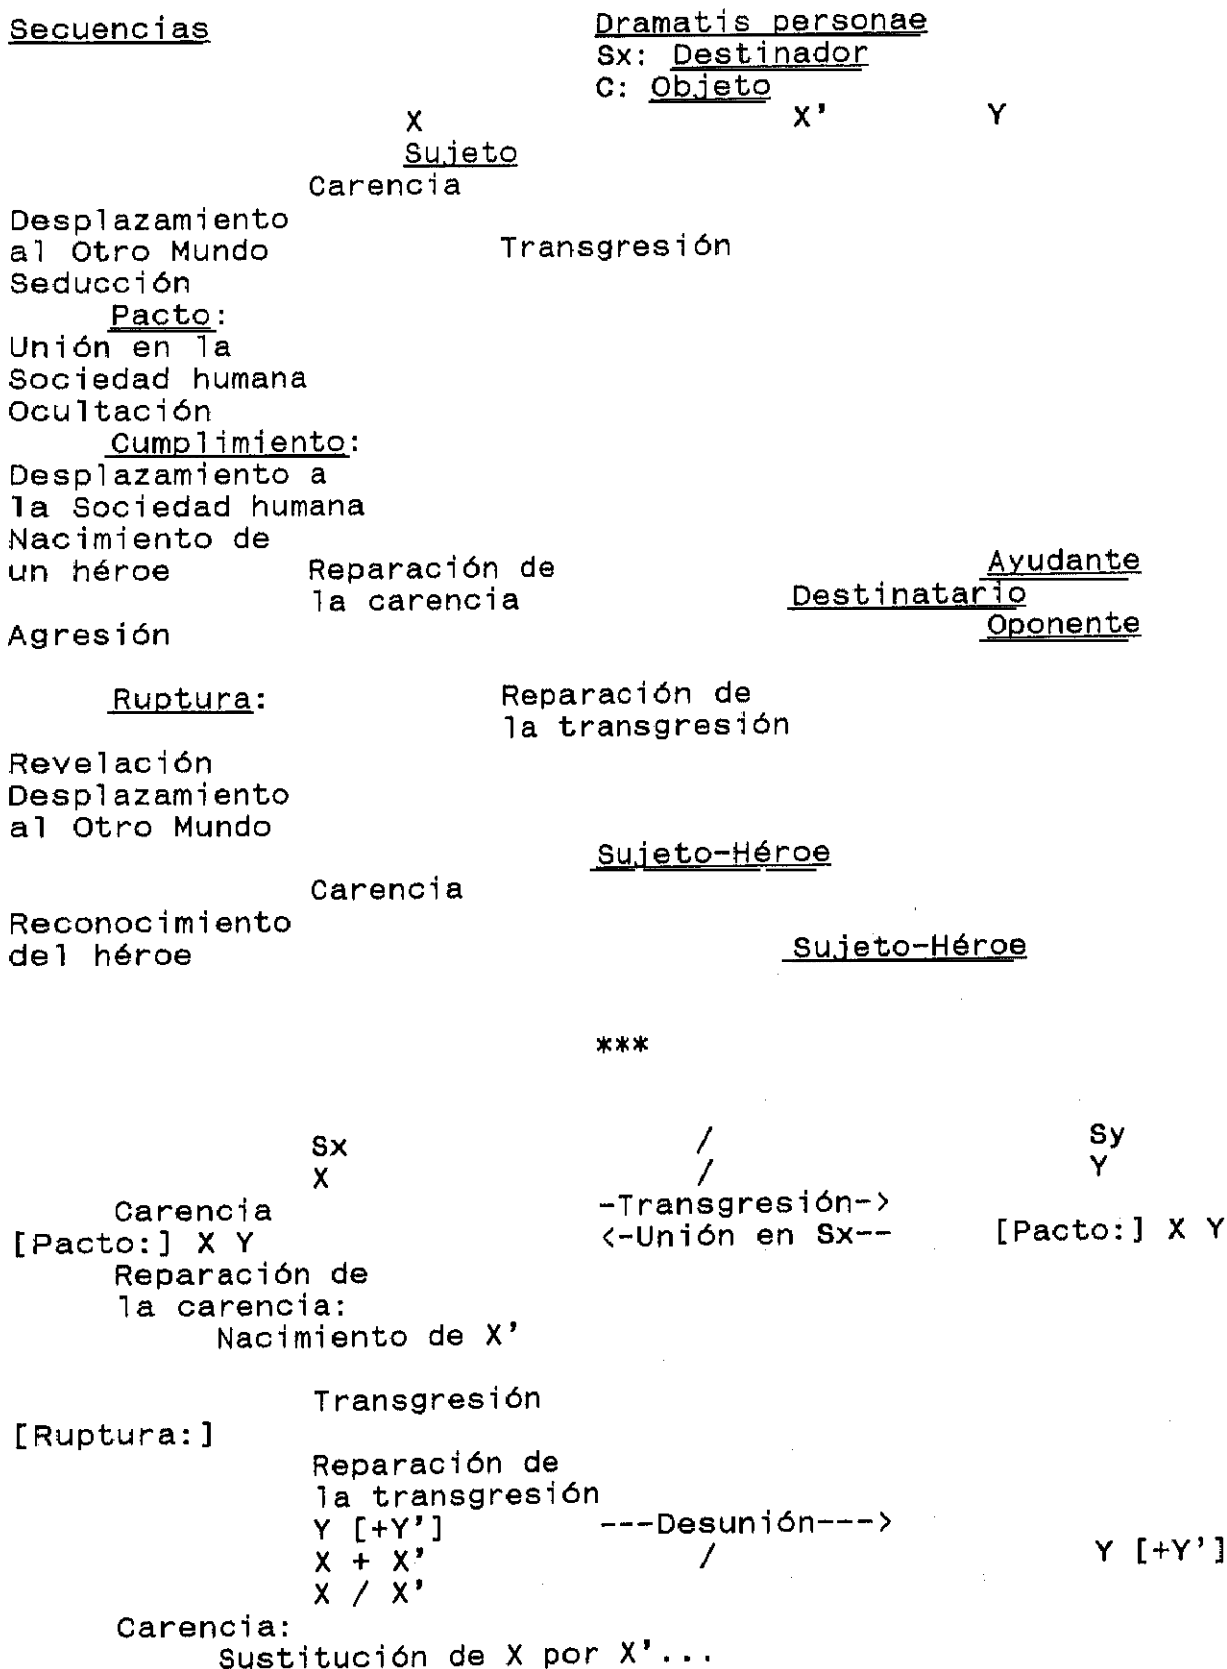 Secuencias Dramatis personae
Sx: Destinador
C: Objeto
X X' Y
Sujeto
Carencia
Desplazamiento
al Otro Mundo Transgresión
Seducción
Pacto:
Unión en la
Sociedad humana
Ocultación
Cumplimiento:
Desplazamiento a
la Sociedad humana
Nacimiento de
un héroe Reparación de Ayudante
la carencia Destinatario
Agresión Oponente
Ruptura: Reparación de
la transgresión
Revelación
Desplazamiento
al Otro Mundo
Sujeto-Héroe
Carencia
Reconocimiento
del héroe Sujeto-Héroe
***
Sx / Sy
X / Y
Carencia -Transgresión->
[Pacto:] X Y <-Unión en Sx-- [Pacto:] X Y
Reparación de
la carencia:
Nacimiento de X'
Transgresión
[Ruptura:]
Reparación de
la transgresión
Y [+Y'] ---Desunión--->
X + X' / Y [+Y']
X / X'
Carencia:
Sustitución de X por X'...